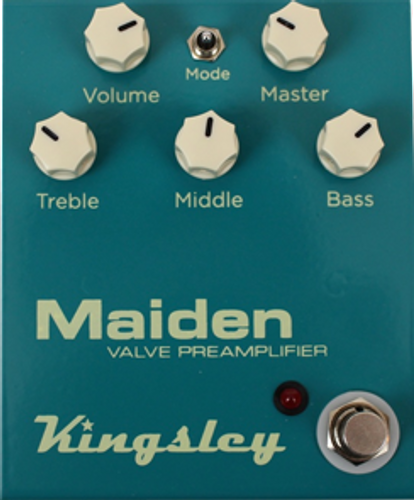 Volume Mode Master
Treble Middle Bass
Maiden
VALVE PREAMPLIFIER
Kingsley